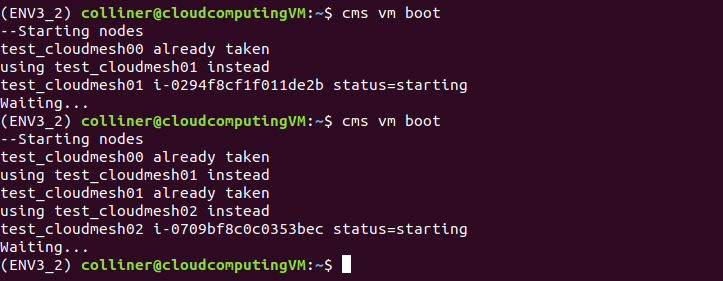 (ENV3_2) colliner@cloudcomputingVM:~$ cms vm boot
--Starting nodes
test_cloudmesh00 already taken
using test_cloudmesh01 instead
test_cloudmesh01 i-0294f8cf1f011de2b status=starting
Waiting...
(ENV3_2) colliner@cloudcomputingVM:~$ cms vm boot
--Starting nodes
test_cloudmesh00 already taken
using test_cloudmesh01 instead
test_cloudmesh01 already taken
using test_cloudmesh02 instead
test_cloudmesh02 i-0709bf8c0c0353bec status=starting
Waiting...
(ENV3_2) colliner@cloudcomputingVM:~$